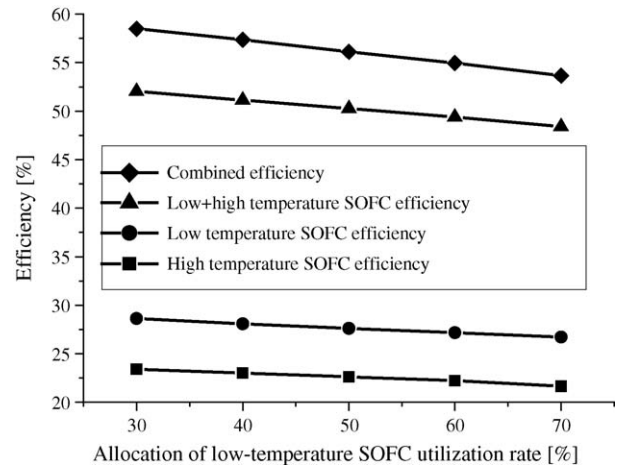 60
55
50
45
40
35
30
25
20
Efficiency [%]
Combined efficiency
Low+high temperature SOFC efficiency
Low temperature SOFC efficiency
High temperature SOFC efficiency
30 40 50 60 70
Allocation of low-temperature SOFC utilization rate [%]